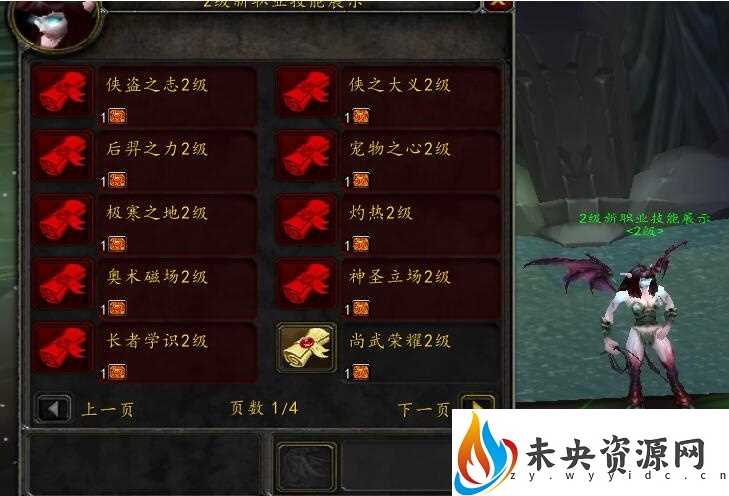 2级新职业技能展示
侠盗之志2级
1
侠之大义2级
1
后羿之力2级
1
宠物之心2级
1
极寒之地2级
1
灼热2级
1
奥术磁场2级
1
神圣立场2级
1
长者学识2级
1
尚武荣耀2级
1
上一页
页数 1/4
下一页
2级新职业技能展示
<2级>
未央资源网
zy.wyyidc.cn